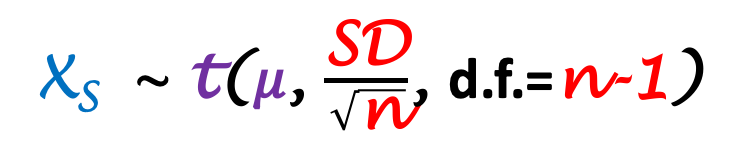 X_S ~ t(μ, SD/√n, d.f.=n-1)